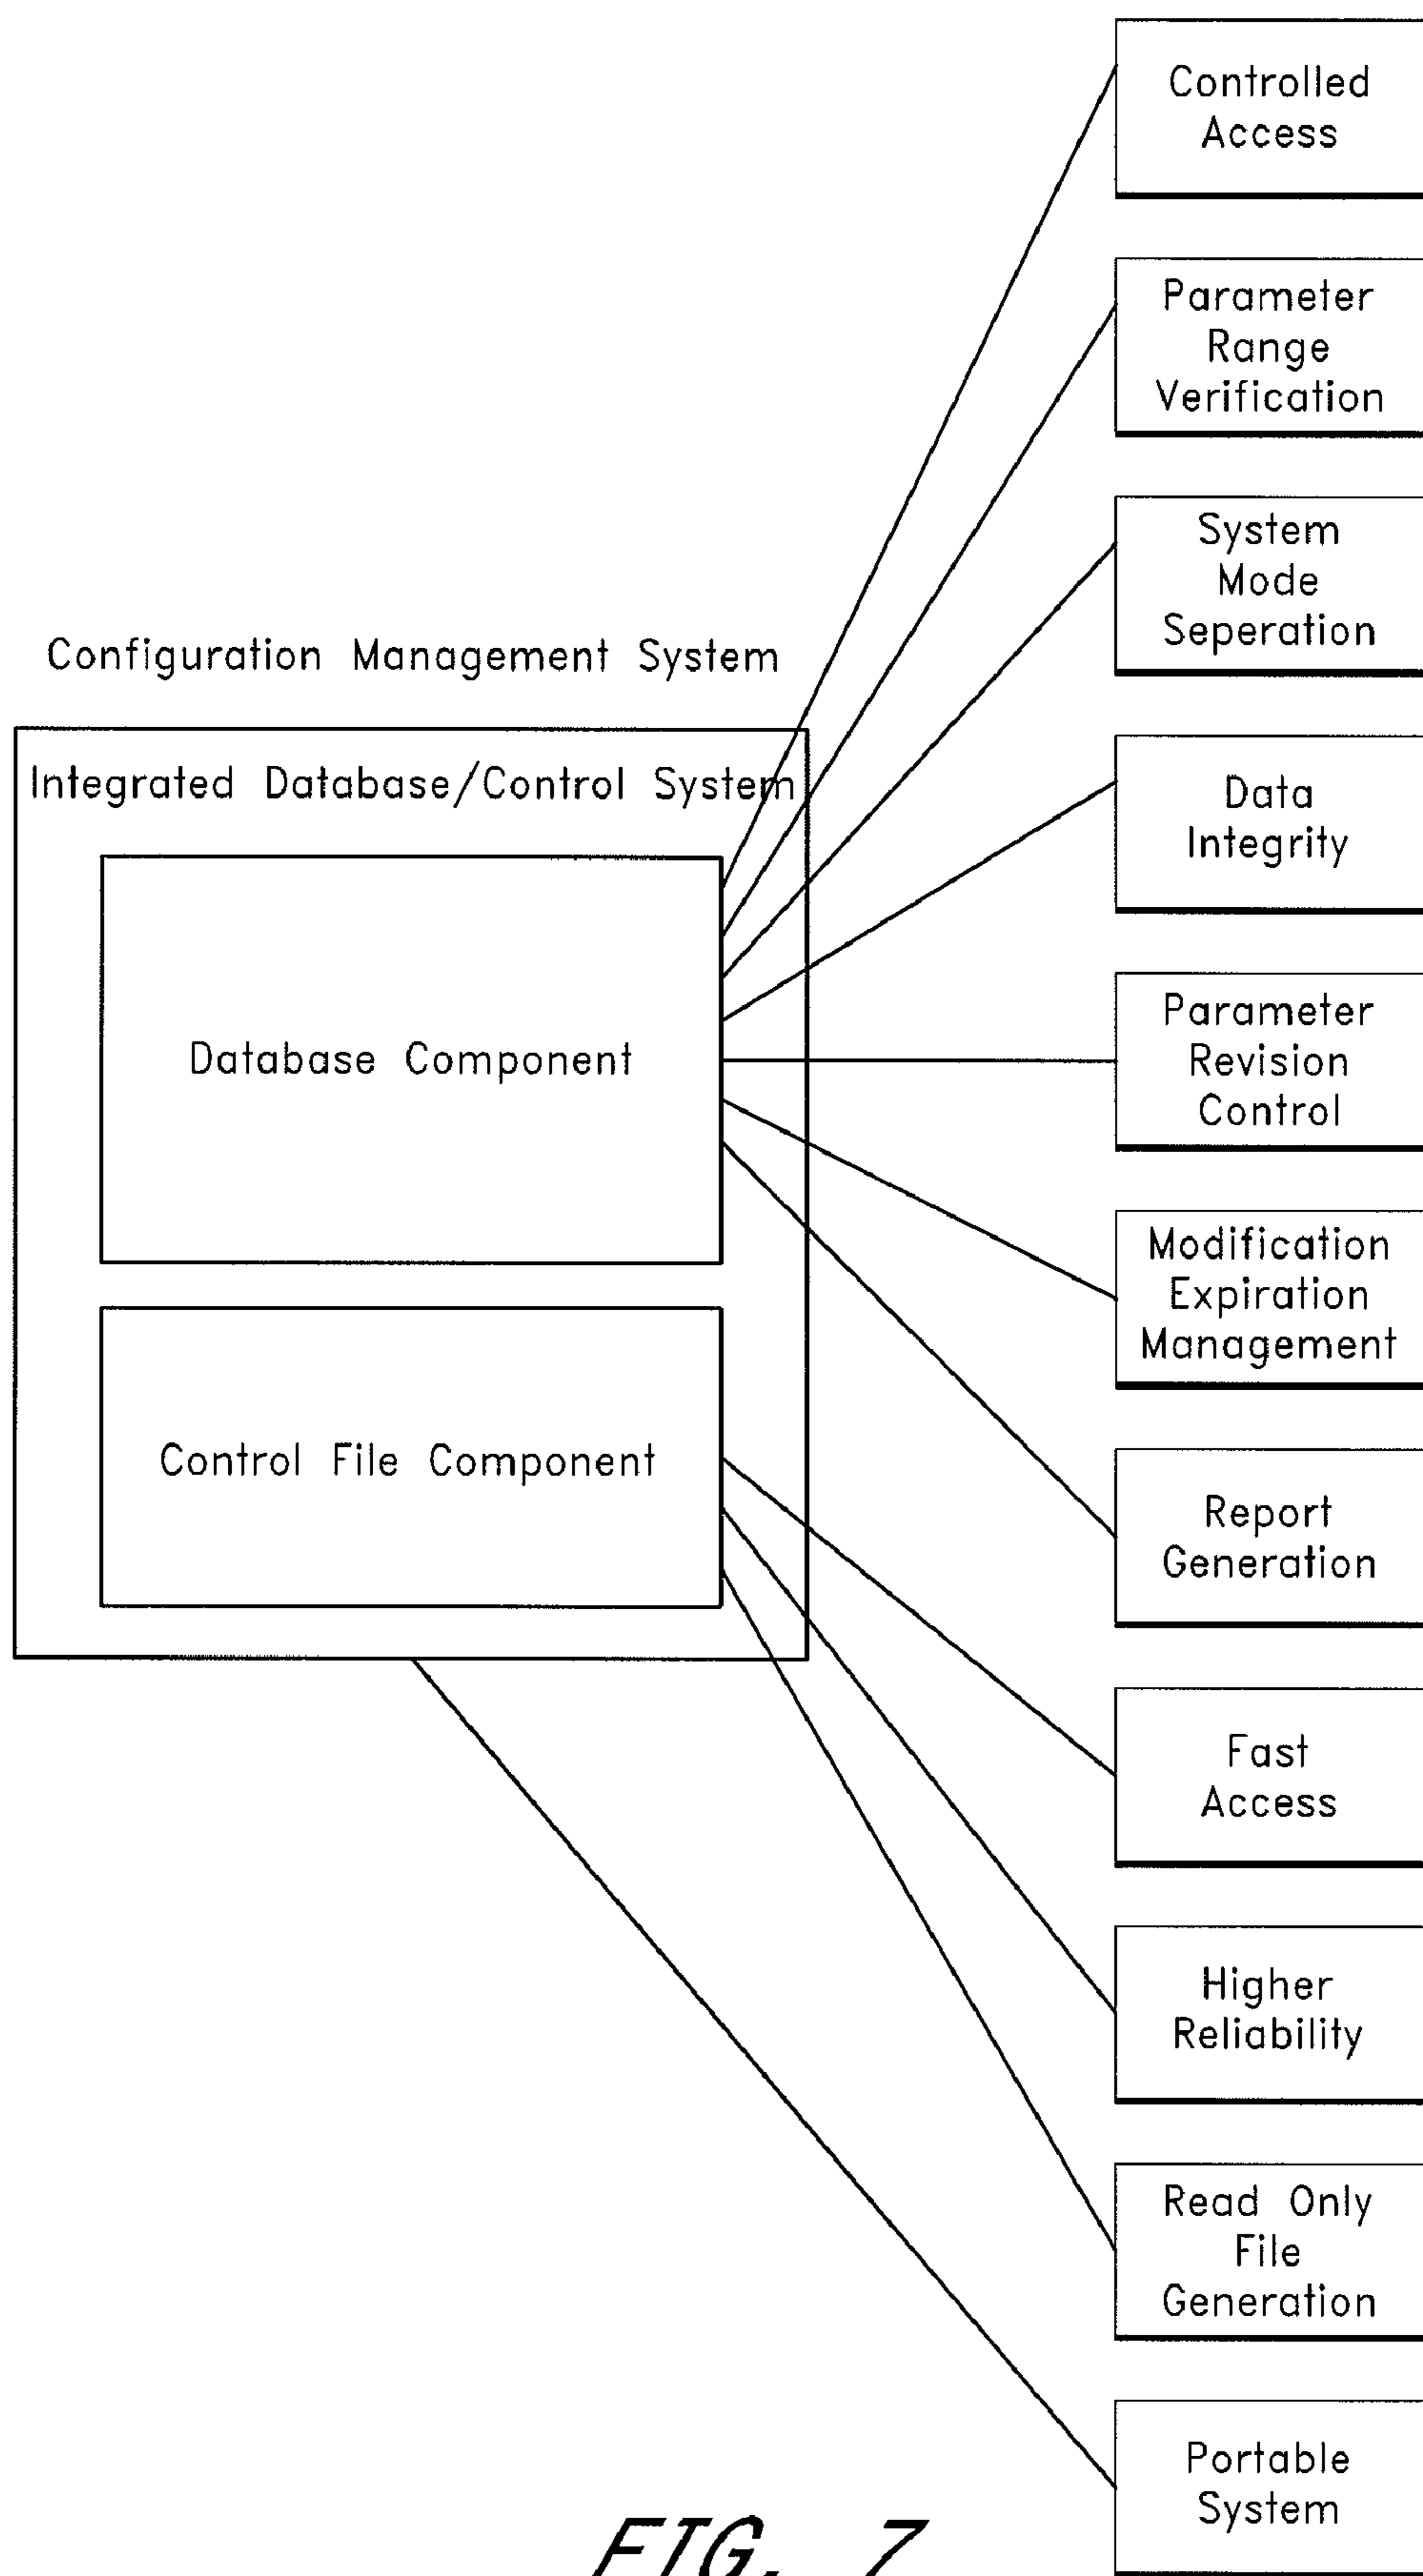 Controlled
Access
Parameter
Range
Verification
System
Mode
Seperation
Configuration Management System
Integrated Database/Control System
Data
Integrity
Database Component
Parameter
Revision
Control
Modification
Expiration
Management
Control File Component
Report
Generation
Fast
Access
Higher
Reliability
Read Only
File
Generation
Portable
System
FIG. 7